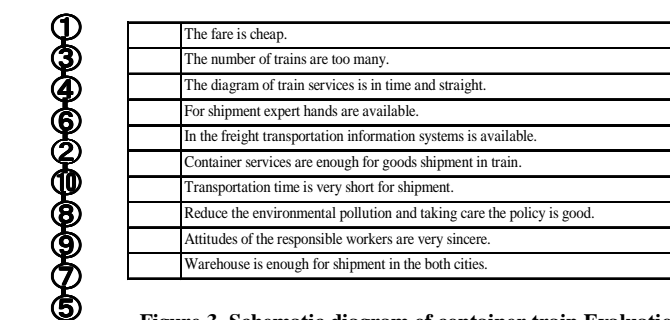 ①
③
④
⑥
②
⑩
⑧
⑨
⑦
⑤
The fare is cheap.
The number of trains are too many.
The diagram of train services is in time and straight.
For shipment expert hands are available.
In the freight transportation information systems is available.
Container services are enough for goods shipment in train.
Transportation time is very short for shipment.
Reduce the environmental pollution and taking care the policy is good.
Attitudes of the responsible workers are very sincere.
Warehouse is enough for shipment in the both cities.
Figure 3. Schematic diagram of container train